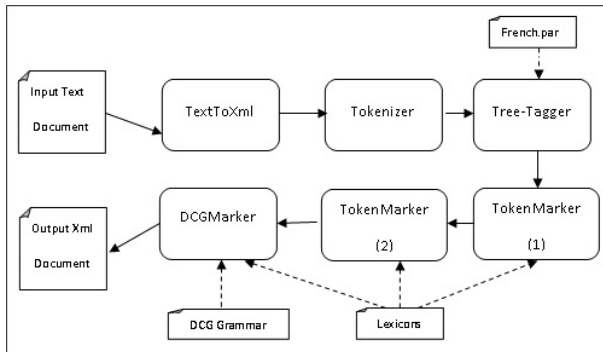 French.par
Input Text
Document
TextToXml
Tokenizer
Tree-Tagger
Output Xml
Document
DCGMarker
TokenMarker
(2)
TokenMarker
(1)
DCG Grammar
Lexicons